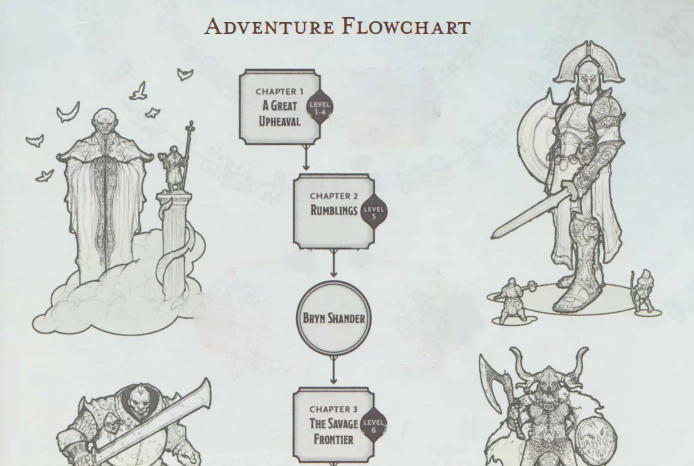 ADVENTURE FLOWCHART
CHAPTER 1
A GREAT
UPHEAVAL
LEVEL
1-4
CHAPTER 2
RUMBLINGS
LEVEL
5
BRYN SHANDER
CHAPTER 3
THE SAVAGE
FRONTIER
LEVEL
6